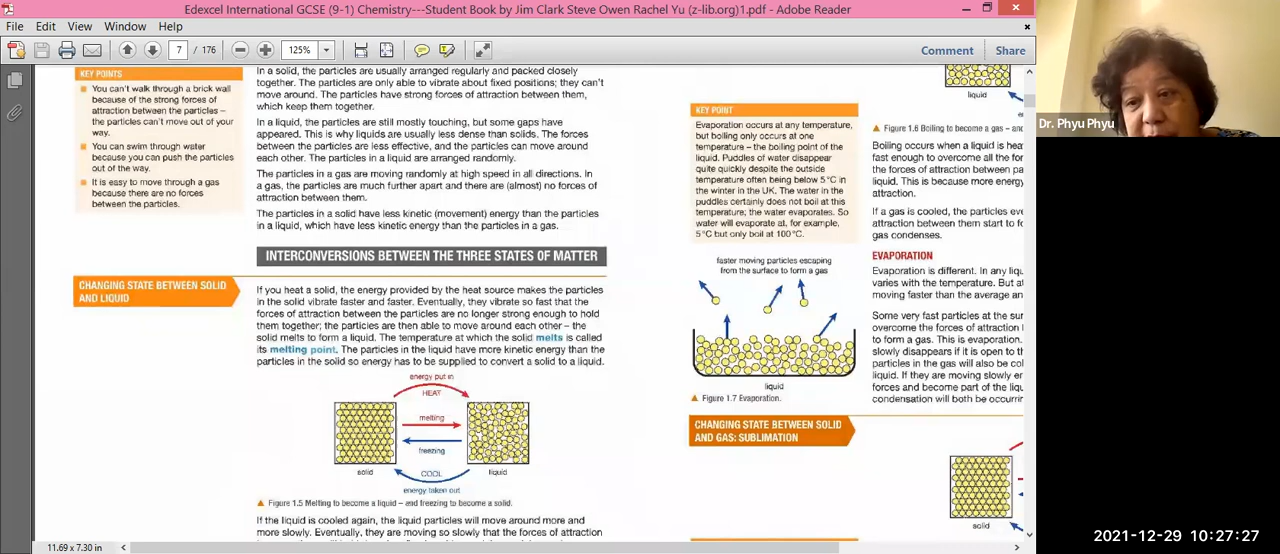 Edexcel International GCSE (9-1) Chemistry---Student Book by Jim Clark Steve Owen Rachel Yu (z-lib.org)1.pdf - Adobe Reader
File Edit View Window Help
7 / 176
125%
Comment
Share
KEY POINTS
You can't walk through a brick wall
because of the strong forces of
attraction between the particles –
the particles can't move out of your
way.
You can swim through water
because you can push the particles
out of the way.
It is easy to move through a gas
because there are no forces
between the particles.
In a solid, the particles are usually arranged regularly and packed closely
together. The particles are only able to vibrate about fixed positions; they can't
move around. The particles have strong forces of attraction between them,
which keep them together.
In a liquid, the particles are still mostly touching, but some gaps have
appeared. This is why liquids are usually less dense than solids. The forces
between the particles are less effective, and the particles can move around
each other. The particles in a liquid are arranged randomly.
The particles in a gas are moving randomly at high speed in all directions. In
a gas, the particles are much further apart and there are (almost) no forces of
attraction between them.
The particles in a solid have less kinetic (movement) energy than the particles
in a liquid, which have less kinetic energy than the particles in a gas.
INTERCONVERSIONS BETWEEN THE THREE STATES OF MATTER
CHANGING STATE BETWEEN SOLID
AND LIQUID
If you heat a solid, the energy provided by the heat source makes the particles
in the solid vibrate faster and faster. Eventually, they vibrate so fast that the
forces of attraction between the particles are no longer strong enough to hold
them together; the particles are then able to move around each other – the
solid melts to form a liquid. The temperature at which the solid melts is called
its melting point. The particles in the liquid have more kinetic energy than the
particles in the solid so energy has to be supplied to convert a solid to a liquid.
energy put in
HEAT
melting
freezing
solid
COOL
liquid
energy taken out
Figure 1.5 Melting to become a liquid – and freezing to become a solid.
If the liquid is cooled again, the liquid particles will move around more and
more slowly. Eventually, they are moving so slowly that the forces of attraction
KEY POINT
Evaporation occurs at any temperature,
but boiling only occurs at one
temperature – the boiling point of the
liquid. Puddles of water disappear
quite quickly despite the outside
temperature often being below 5 °C in
the winter in the UK. The water in the
puddles certainly does not boil at this
temperature; the water evaporates. So
water will evaporate at, for example,
5 °C but only boil at 100 °C.
faster moving particles escaping
from the surface to form a gas
liquid
Figure 1.7 Evaporation.
CHANGING STATE BETWEEN SOLID
AND GAS: SUBLIMATION
liquid
Figure 1.6 Boiling to become a gas – and
Boiling occurs when a liquid is hea
fast enough to overcome all the for
the forces of attraction between pa
liquid. This is because more energy
attraction.
If a gas is cooled, the particles eve
attraction between them start to fo
gas condenses.
EVAPORATION
Evaporation is different. In any liqu
varies with the temperature. But at
moving faster than the average an
Some very fast particles at the sur
overcome the forces of attraction
to form a gas. This is evaporation.
slowly disappears if it is open to th
particles in the gas will also be col
liquid. If they are moving slowly en
forces and become part of the liqu
condensation will both be occurrin
solid
11.69 x 7.30 in
Dr. Phyu Phyu
2021-12-29 10:27:27